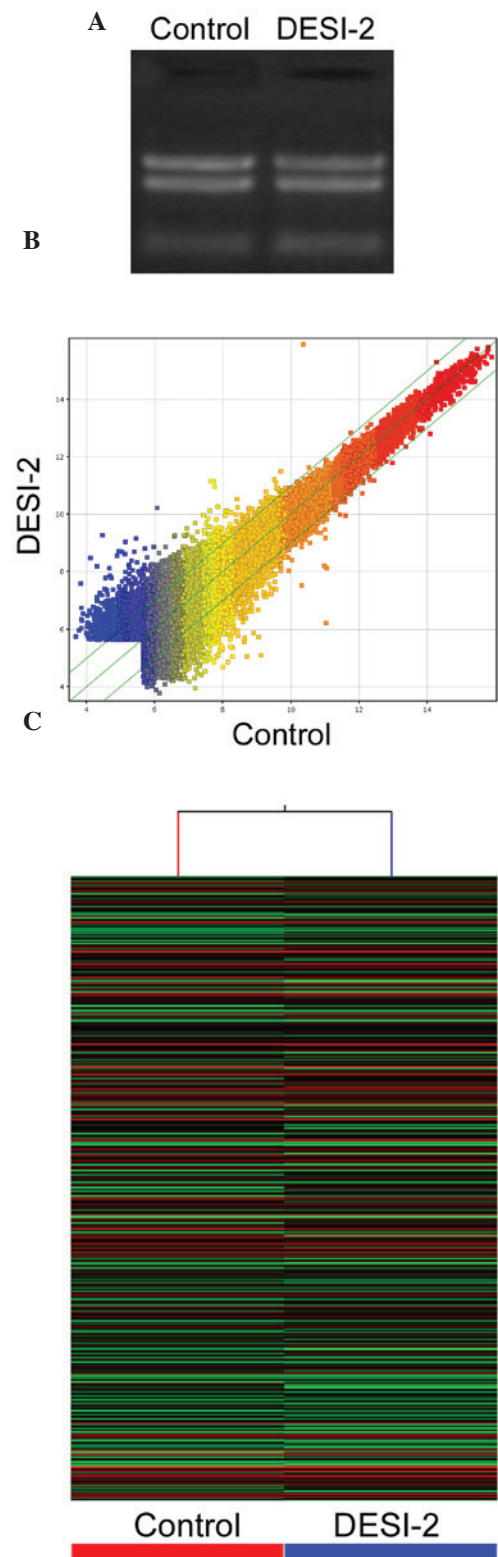 A
Control DESI-2
B
14
12
10
8
6
4
DESI-2
4 6 8 10 12 14
Control
C
Control DESI-2